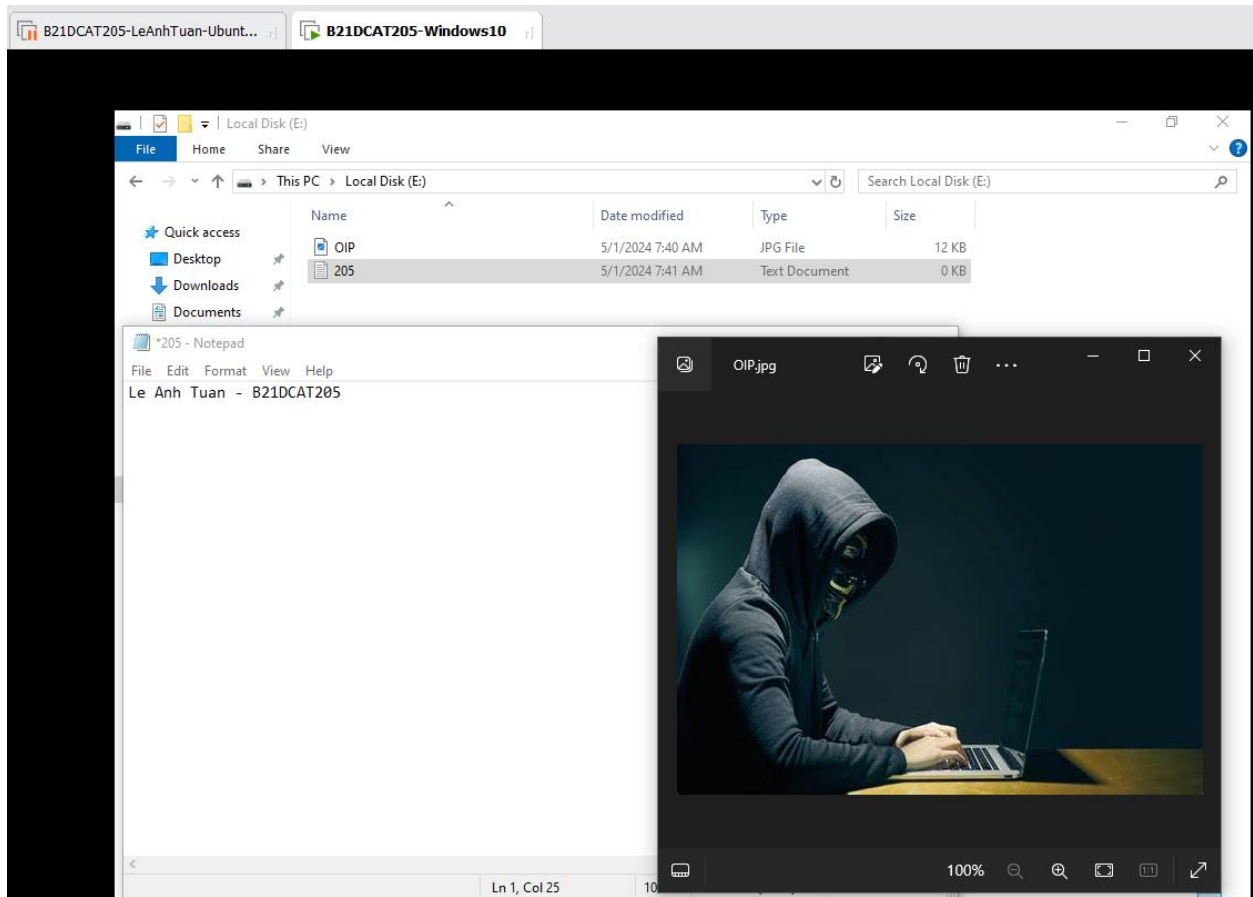 B21DCAT205-LeAnhTuan-Ubunt...
B21DCAT205-Windows10
Local Disk (E:)
File Home Share View
This PC > Local Disk (E:)
Search Local Disk (E:)
Name Date modified Type Size
Quick access
Desktop
Downloads
Documents
OIP 5/1/2024 7:40 AM JPG File 12 KB
205 5/1/2024 7:41 AM Text Document 0 KB
*205 - Notepad
File Edit Format View Help
Le Anh Tuan - B21DCAT205
Ln 1, Col 25
10
OIP.jpg
100%
1:1